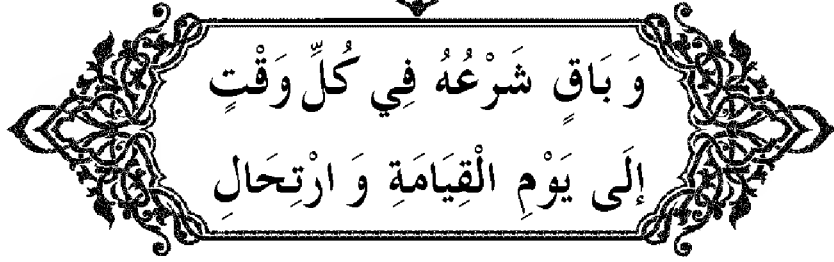 وَ بَاقٍ شَرْعُهُ فِي كُلِّ وَقْتٍ
إِلَى يَوْمِ الْقِيَامَةِ وَ ارْتِحَالِ